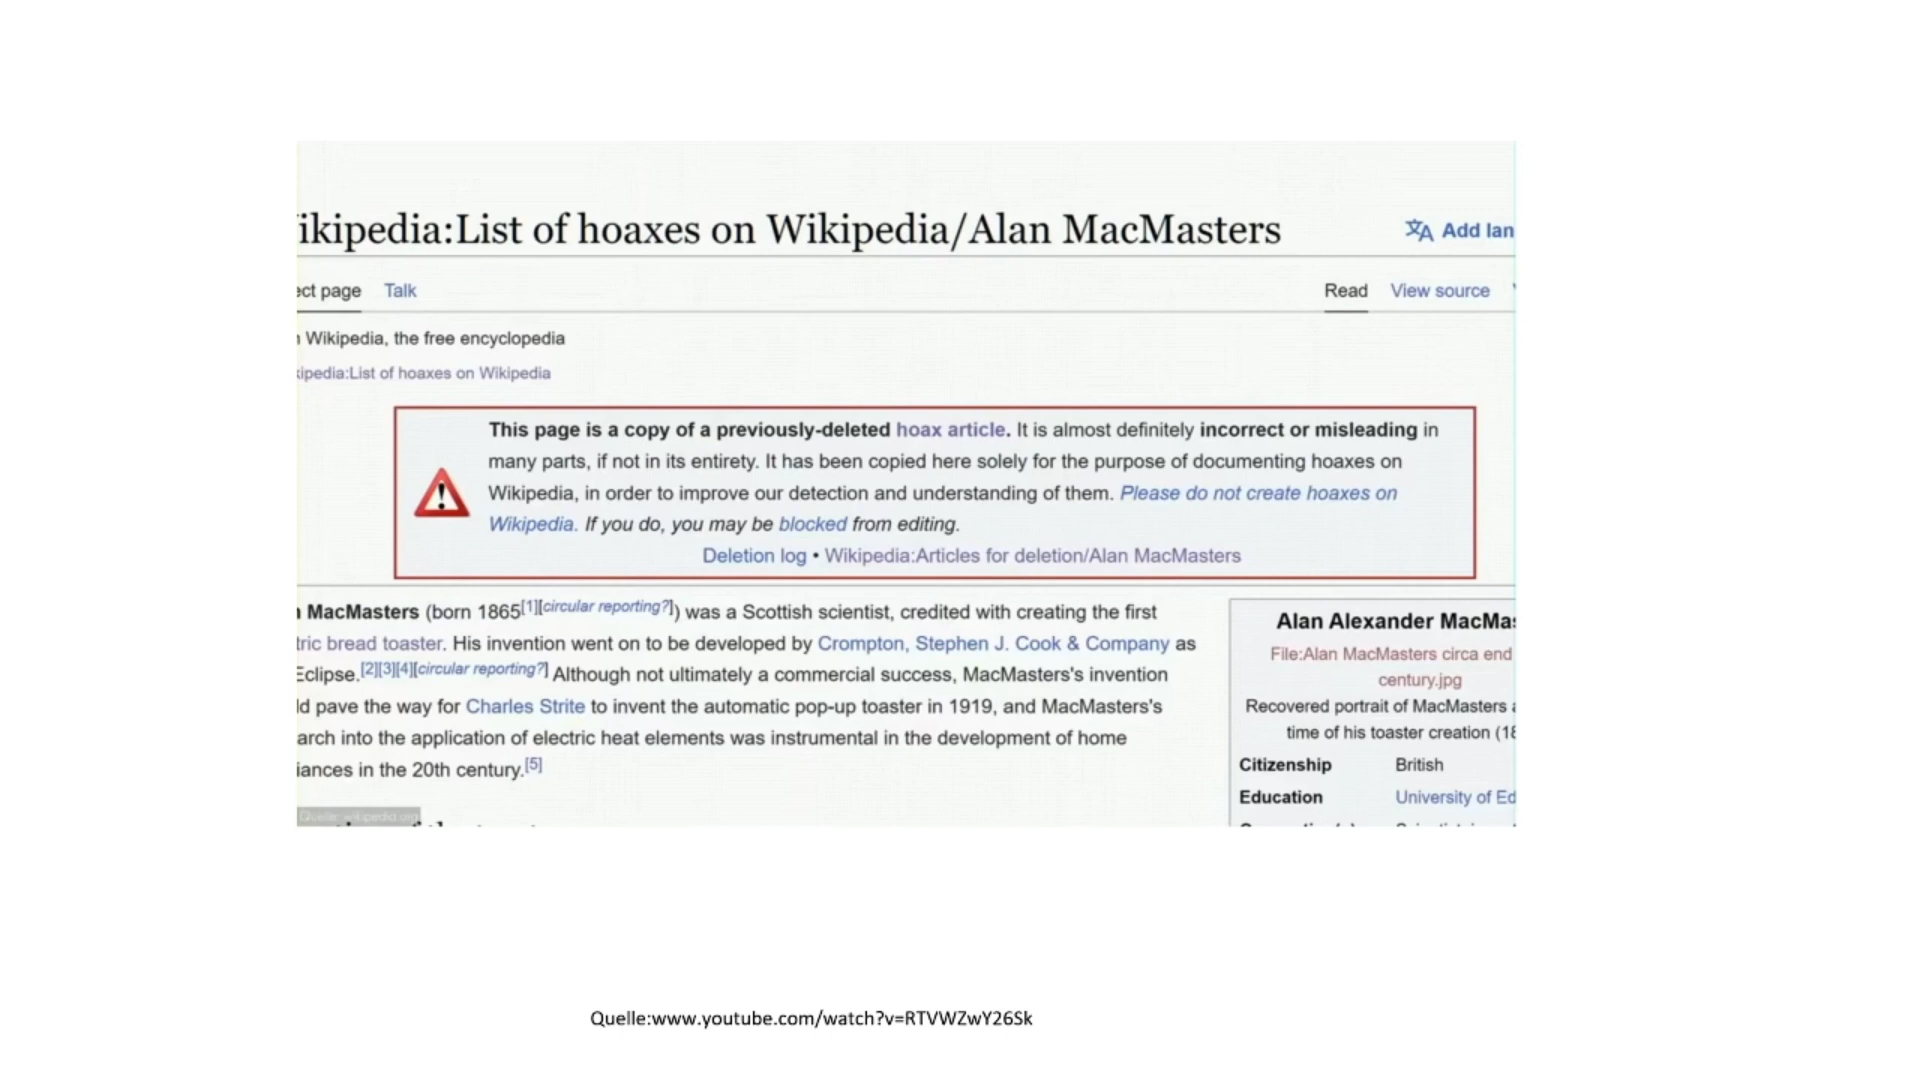 ikipedia:List of hoaxes on Wikipedia/Alan MacMasters
Add lan
ect page Talk
Read View source
Wikipedia, the free encyclopedia
kipedia:List of hoaxes on Wikipedia
This page is a copy of a previously-deleted hoax article. It is almost definitely incorrect or misleading in
many parts, if not in its entirety. It has been copied here solely for the purpose of documenting hoaxes on
Wikipedia, in order to improve our detection and understanding of them. Please do not create hoaxes on
Wikipedia. If you do, you may be blocked from editing.
Deletion log • Wikipedia:Articles for deletion/Alan MacMasters
MacMasters (born 1865[1][circular reporting?]) was a Scottish scientist, credited with creating the first
tric bread toaster. His invention went on to be developed by Crompton, Stephen J. Cook & Company as
Eclipse.[2][3][4][circular reporting?] Although not ultimately a commercial success, MacMasters's invention
ld pave the way for Charles Strite to invent the automatic pop-up toaster in 1919, and MacMasters's
arch into the application of electric heat elements was instrumental in the development of home
iances in the 20th century.[5]
Alan Alexander MacMas
File:Alan MacMasters circa end
century.jpg
Recovered portrait of MacMasters a
time of his toaster creation (18
Citizenship British
Education University of Ed
Quelle: wikipedia.org
Quelle:www.youtube.com/watch?v=RTVWZwY26Sk